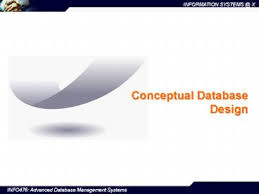 INFORMATION SYSTEMS @ X
Conceptual Database
Design
INFO476: Advanced Database Management Systems